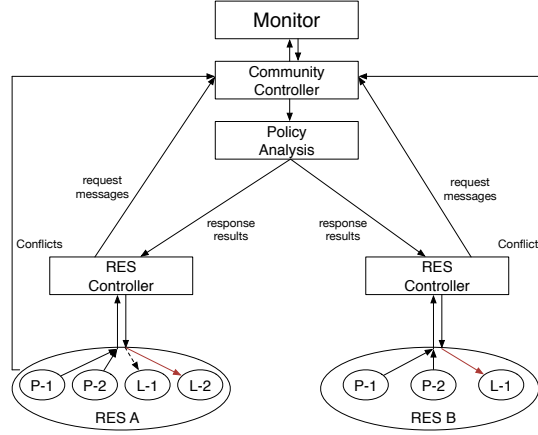 Monitor
Community
Controller
Policy
Analysis
request
messages
request
messages
response
results
response
results
Conflicts
Conflict
RES
Controller
RES
Controller
P-1
P-2
L-1
L-2
RES A
P-1
P-2
L-1
RES B